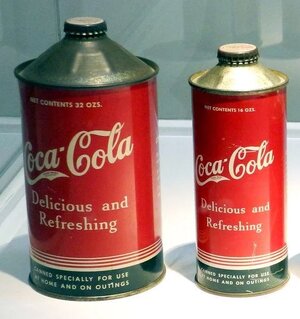 NET CONTENTS 32 OZS.
Coca-Cola
Delicious and
Refreshing
CANNED SPECIALLY FOR USE
AT HOME AND ON OUTINGS
NET CONTENTS 16 OZS.
Coca-Cola
Delicious and
Refreshing
CANNED SPECIALLY FOR USE
AT HOME AND ON OUTINGS